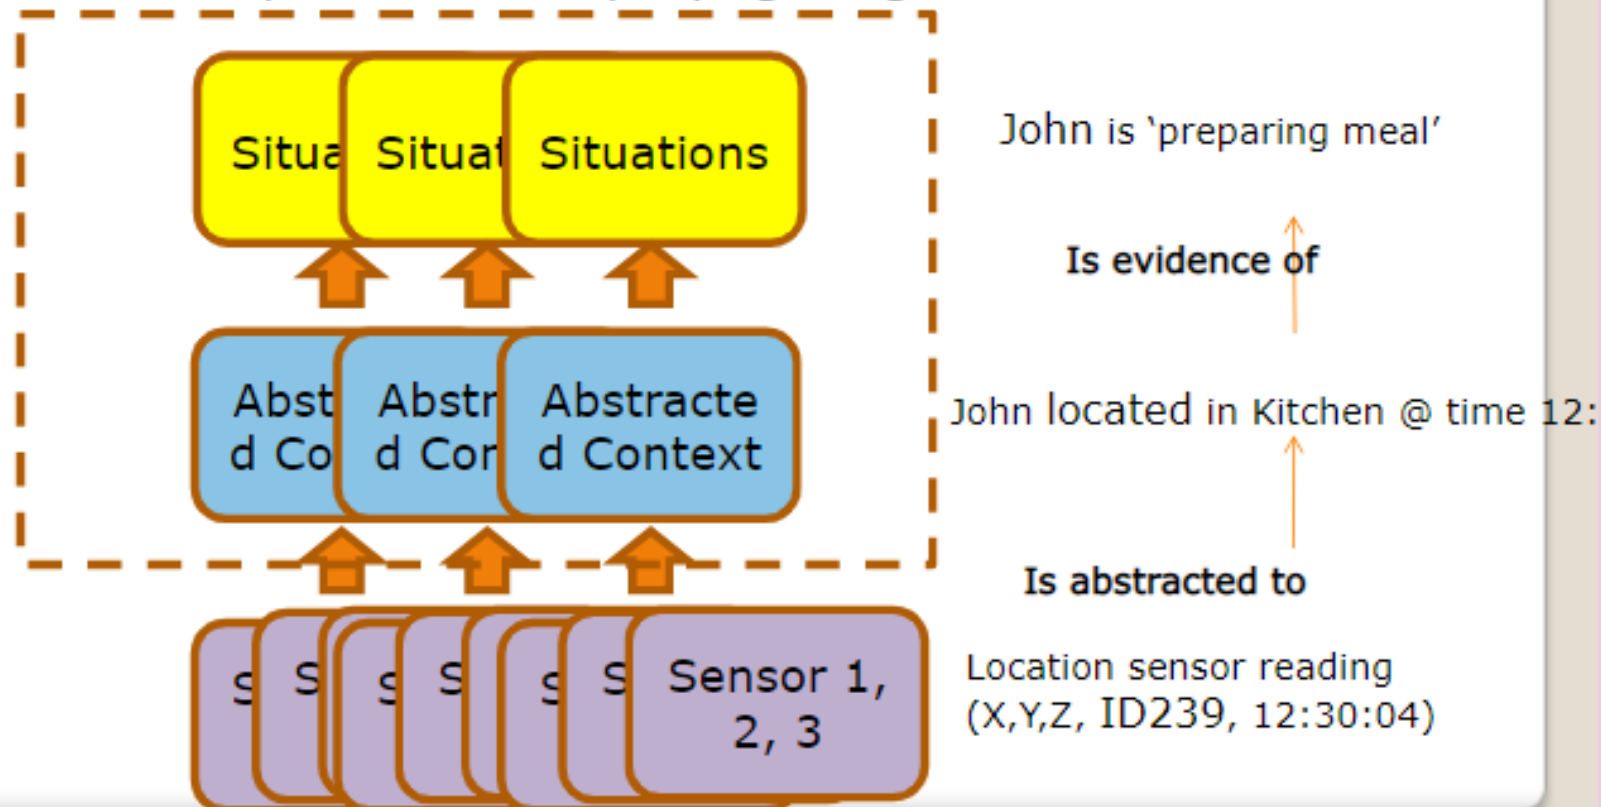 Situa
Situat
Situations
John is ‘preparing meal’
Is evidence of
Abst
d Co
Abstr
d Con
Abstracte
d Context
John located in Kitchen @ time 12:
Is abstracted to
S
S
S
S
S
S
Sensor 1,
2, 3
Location sensor reading
(X,Y,Z, ID239, 12:30:04)